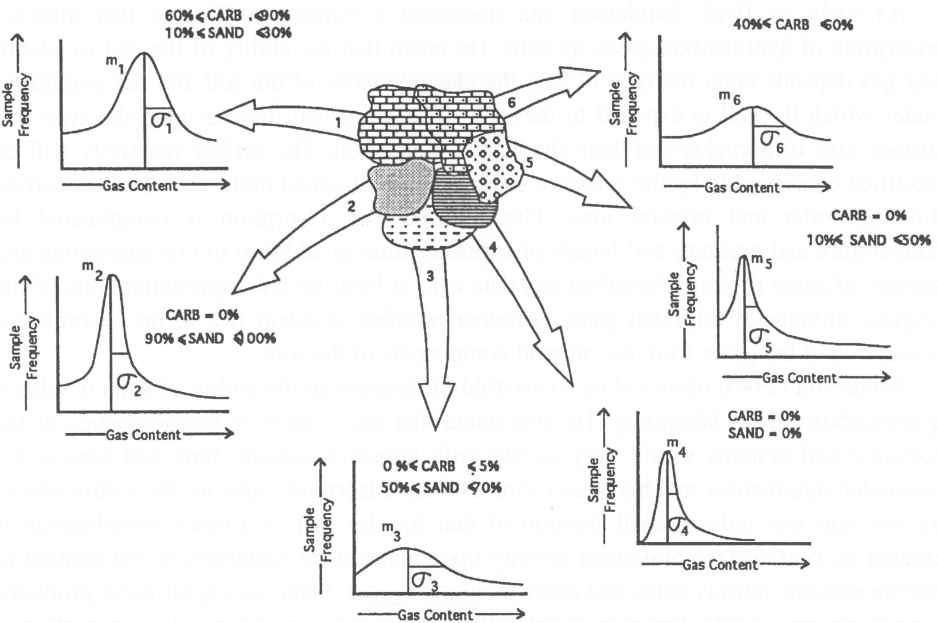 60%≤ CARB .≤90%
10%≤ SAND ≤30%
m1
σ1
Sample
Frequency
Gas Content
40%≤ CARB ≤60%
m6
σ6
Sample
Frequency
Gas Content
1
2
3
4
5
6
CARB = 0%
10%≤ SAND ≤50%
m5
σ5
Sample
Frequency
Gas Content
m2
σ2
CARB = 0%
90%≤ SAND ≤100%
Sample
Frequency
Gas Content
CARB = 0%
SAND = 0%
m4
σ4
Sample
Frequency
Gas Content
0 %≤ CARB ≤ 5%
50%≤ SAND ≤70%
m3
σ3
Sample
Frequency
Gas Content